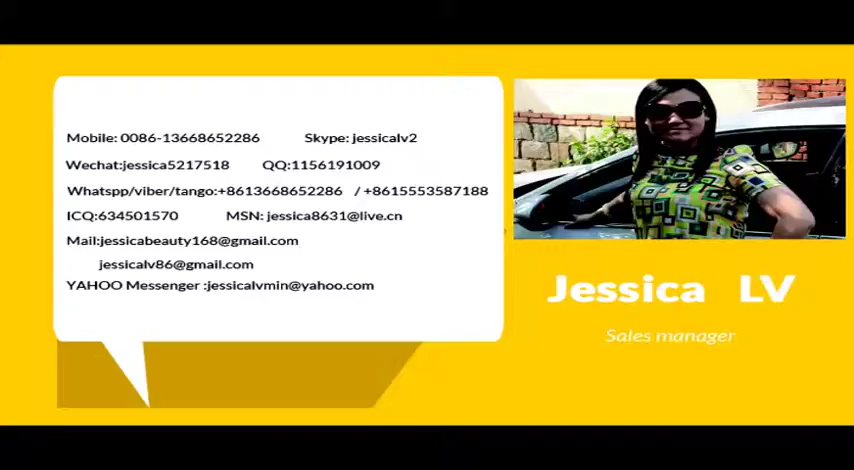 Mobile: 0086-13668652286 Skype: jessicalv2
Wechat:jessica5217518 QQ:1156191009
Whatspp/viber/tango:+8613668652286 / +8615553587188
ICQ:634501570 MSN: jessica8631@live.cn
Mail:jessicabeauty168@gmail.com
jessicalv86@gmail.com
YAHOO Messenger :jessicalvmin@yahoo.com
Jessica LV
Sales manager